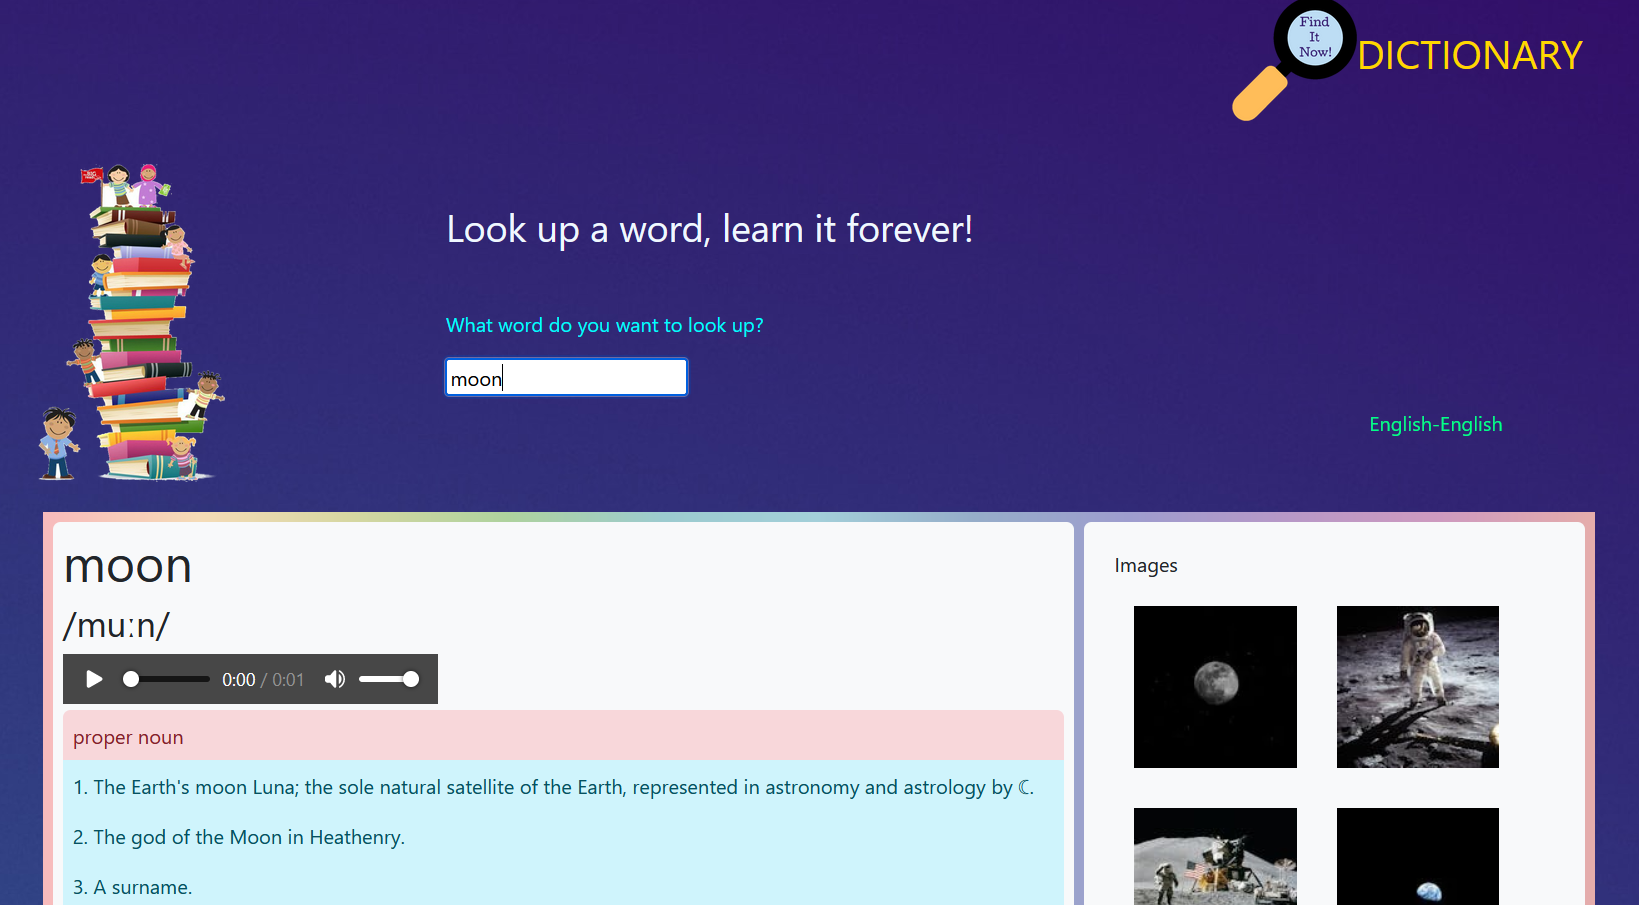 Find
It
Now!
DICTIONARY
Look up a word, learn it forever!
What word do you want to look up?
moon
English-English
moon
/muːn/
0:00 / 0:01
proper noun
1. The Earth's moon Luna; the sole natural satellite of the Earth, represented in astronomy and astrology by ☾.
2. The god of the Moon in Heathenry.
3. A surname.
Images